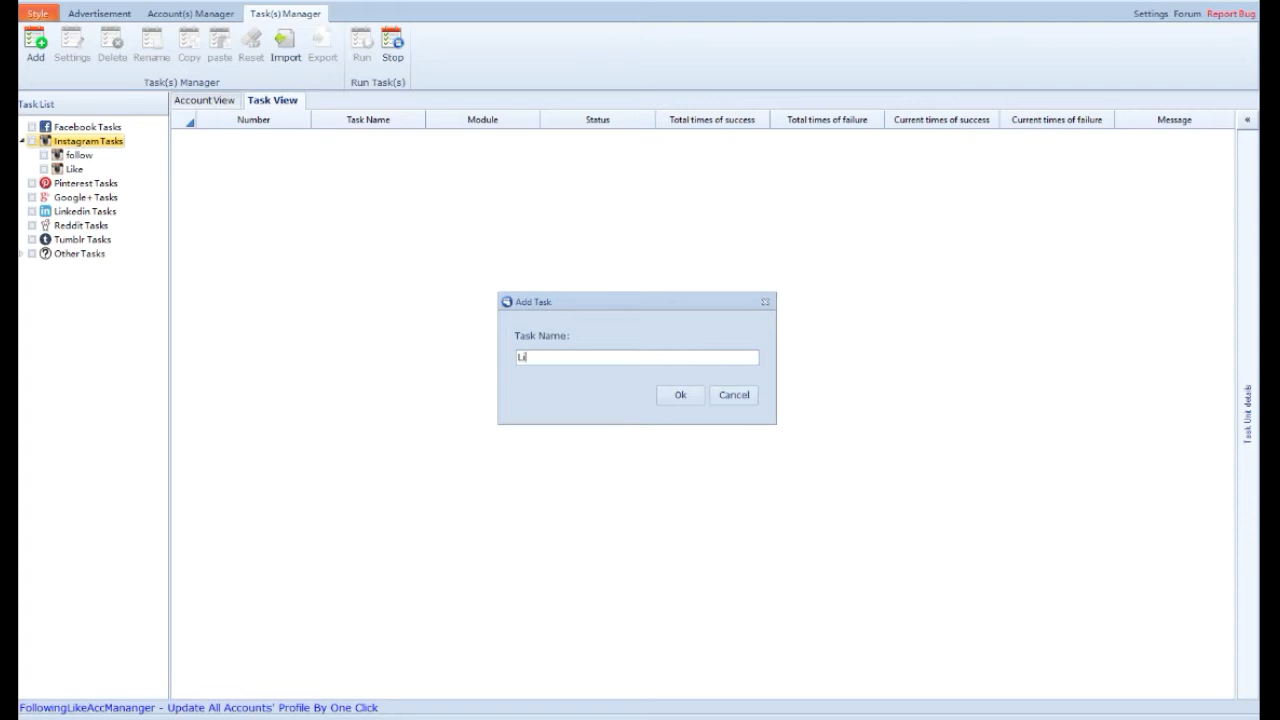 Style Advertisement Account(s) Manager Task(s) Manager Settings Forum Report Bug
Add Settings Delete Rename Copy paste Reset Import Export Run Stop
Task(s) Manager Run Task(s)
Task List
Account View Task View
Number Task Name Module Status Total times of success Total times of failure Current times of success Current times of failure Message «
Facebook Tasks
Instagram Tasks
follow
Like
Pinterest Tasks
Google+ Tasks
Linkedin Tasks
Reddit Tasks
Tumblr Tasks
Other Tasks
Add Task
Task Name:
Li
Ok Cancel
Task Unit details
FollowingLikeAccMananger - Update All Accounts' Profile By One Click